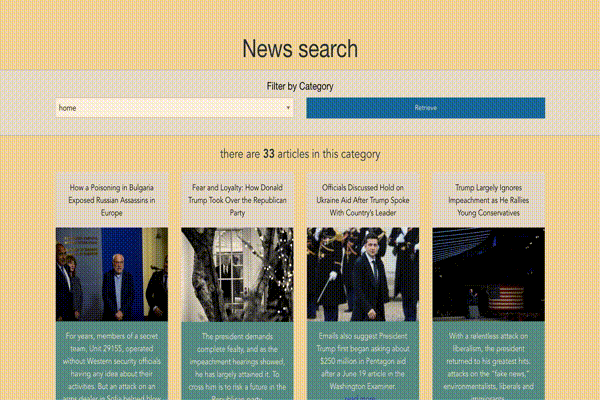 News search
Filter by Category
home
Retrieve
there are 33 articles in this category
How a Poisoning in Bulgaria
Exposed Russian Assassins in
Europe
For years, members of a secret
team, Unit 29155, operated
without Western security officials
having any idea about their
activities. But an attack on an
arms dealer in Sofia helped blow
Fear and Loyalty: How Donald
Trump Took Over the Republican
Party
The president demands
complete fealty, and as the
impeachment hearings showed,
he has largely attained it. To
cross him is to risk a future in the
Republican party.
Officials Discussed Hold on
Ukraine Aid After Trump Spoke
With Country's Leader
Emails also suggest President
Trump first began asking about
$250 million in Pentagon aid
after a June 19 article in the
Washington Examiner.
read more
Trump Largely Ignores
Impeachment as He Rallies
Young Conservatives
With a relentless attack on
liberalism, the president
returned to his greatest hits:
attacks on the "fake news,"
environmentalists, liberals and